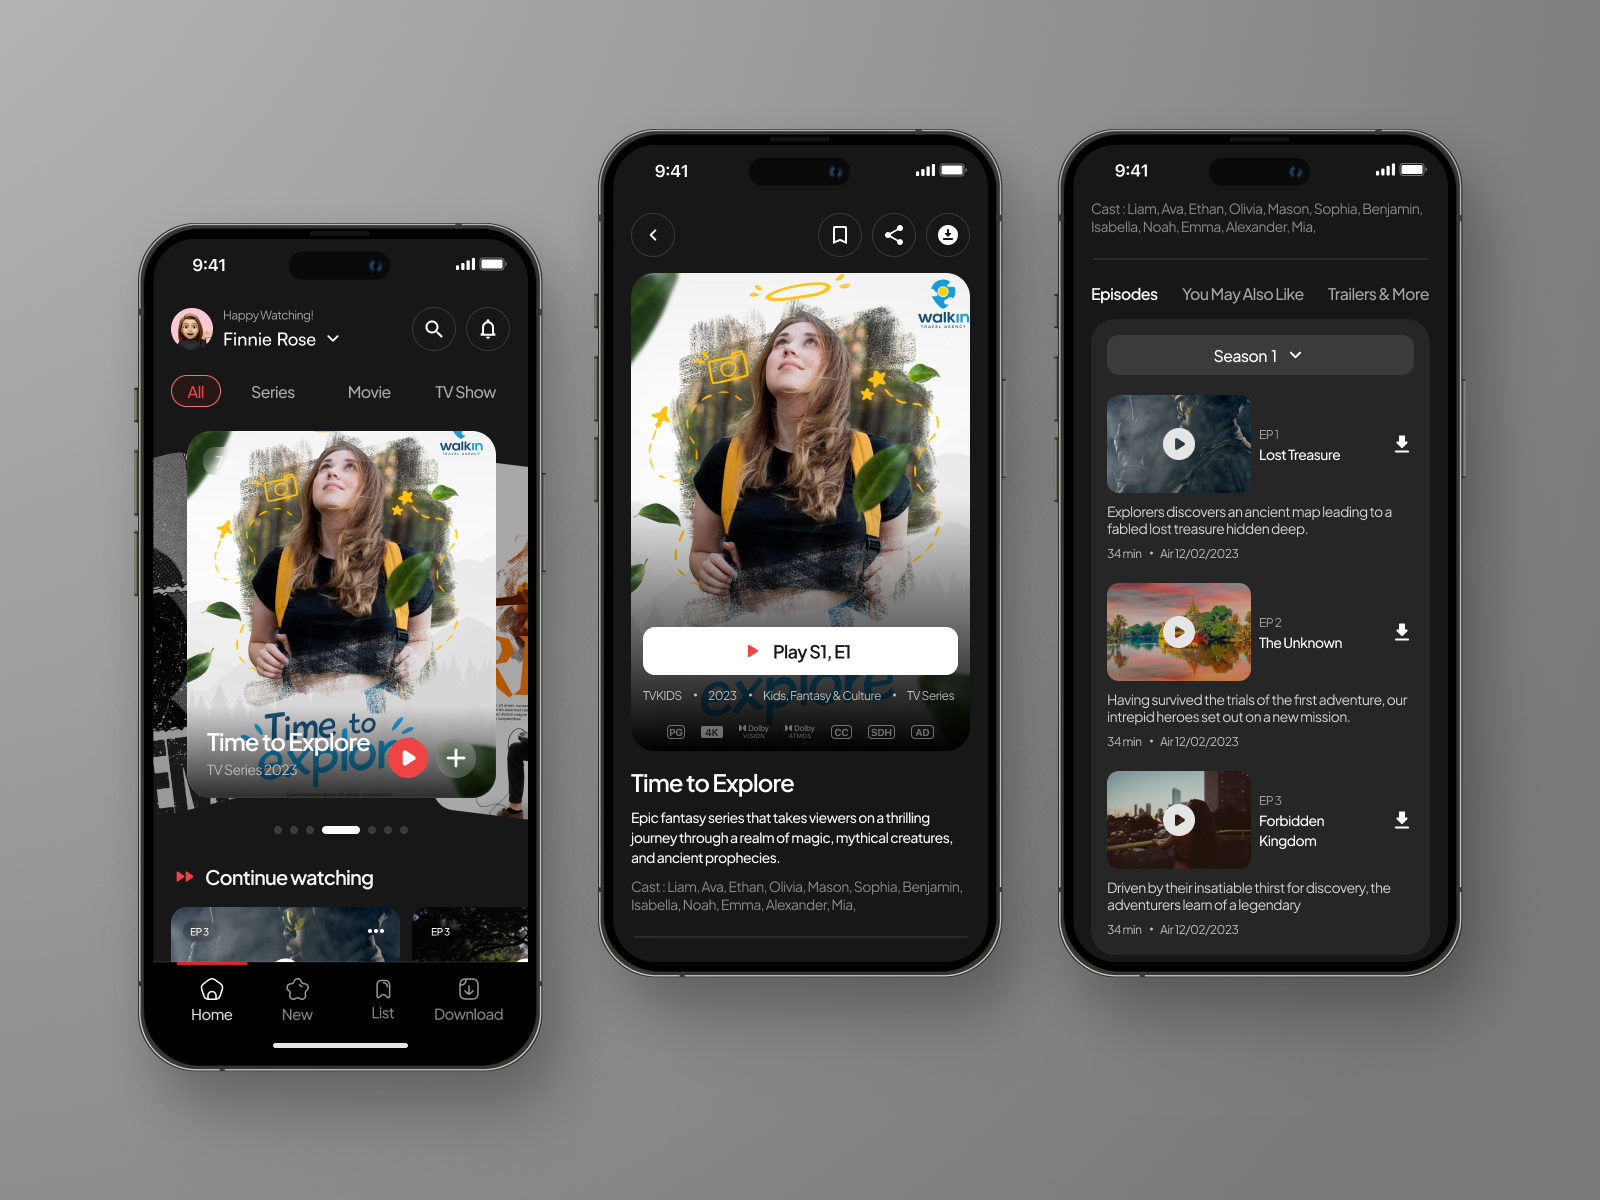 9:41
Happy Watching!
Finnie Rose
All
Series
Movie
TV Show
walkin
TRAVEL AGENCY
7
Time to
explor
Time to Explore
TV Series 2023
Continue watching
EP 3
EP 3
Home
New
List
Download
9:41
walkin
TRAVEL AGENCY
Play S1, E1
explore
TVKIDS • 2023 • Kids, Fantasy & Culture • TV Series
PG
4K
Dolby
VISION
Dolby
ATMOS
CC
SDH
AD
Time to Explore
Epic fantasy series that takes viewers on a thrilling
journey through a realm of magic, mythical creatures,
and ancient prophecies.
Cast : Liam, Ava, Ethan, Olivia, Mason, Sophia, Benjamin,
Isabella, Noah, Emma, Alexander, Mia,
9:41
Cast : Liam, Ava, Ethan, Olivia, Mason, Sophia, Benjamin,
Isabella, Noah, Emma, Alexander, Mia,
Episodes
You May Also Like
Trailers & More
Season 1
EP 1
Lost Treasure
Explorers discovers an ancient map leading to a
fabled lost treasure hidden deep.
34 min • Air 12/02/2023
EP 2
The Unknown
Having survived the trials of the first adventure, our
intrepid heroes set out on a new mission.
34 min • Air 12/02/2023
EP 3
Forbidden
Kingdom
Driven by their insatiable thirst for discovery, the
adventurers learn of a legendary
34 min • Air 12/02/2023